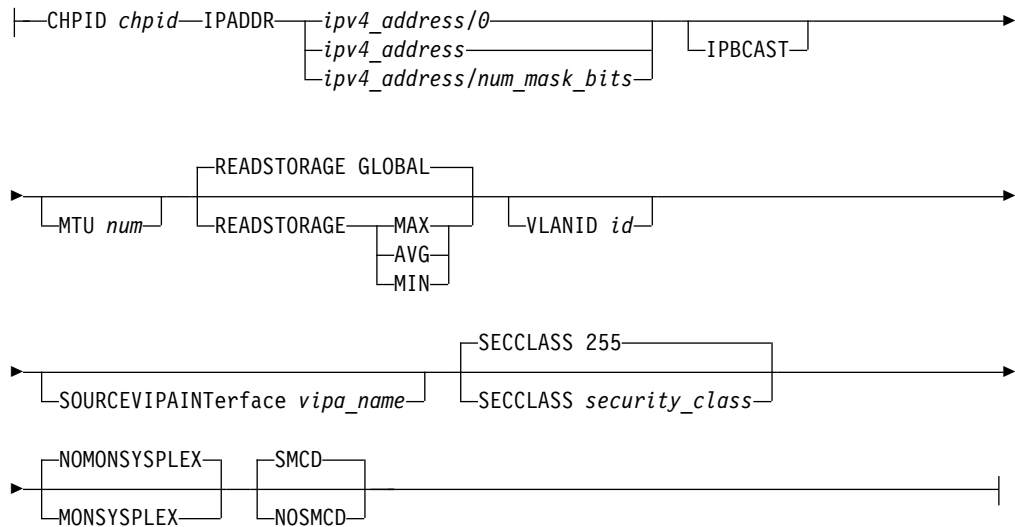 CHPID chpid IPADDR ipv4_address/0
ipv4_address
ipv4_address/num_mask_bits
IPBCAST
MTU num
READSTORAGE GLOBAL
READSTORAGE MAX
AVG
MIN
VLANID id
SOURCEVIPAINTerface vipa_name
SECCLASS 255
SECCLASS security_class
NOMONSYSPLEX
MONSYSPLEX
SMCD
NOSMCD